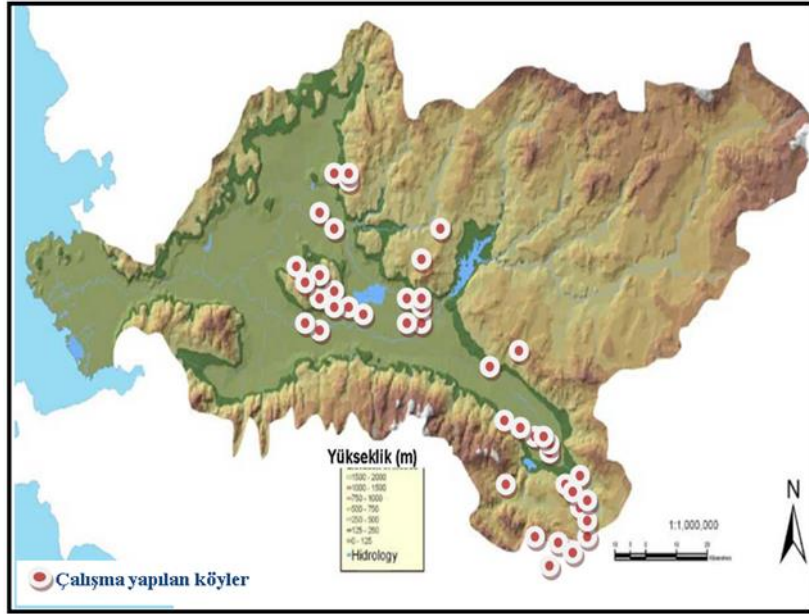 Yükseklik (m)
1500 - 2000
1000 - 1500
750 - 1000
500 - 750
250 - 500
125 - 250
0 - 125
Hidrology
N
1:1,000,000
Çalışma yapılan köyler